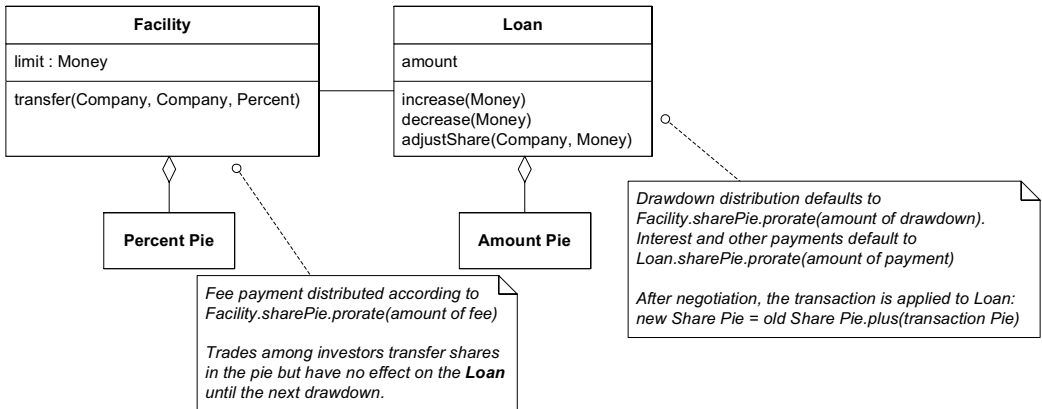 Facility
limit : Money
transfer(Company, Company, Percent)
Loan
amount
increase(Money)
decrease(Money)
adjustShare(Company, Money)
Percent Pie
Amount Pie
Fee payment distributed according to
Facility.sharePie.prorate(amount of fee)
Trades among investors transfer shares
in the pie but have no effect on the Loan
until the next drawdown.
Drawdown distribution defaults to
Facility.sharePie.prorate(amount of drawdown).
Interest and other payments default to
Loan.sharePie.prorate(amount of payment)
After negotiation, the transaction is applied to Loan:
new Share Pie = old Share Pie.plus(transaction Pie)